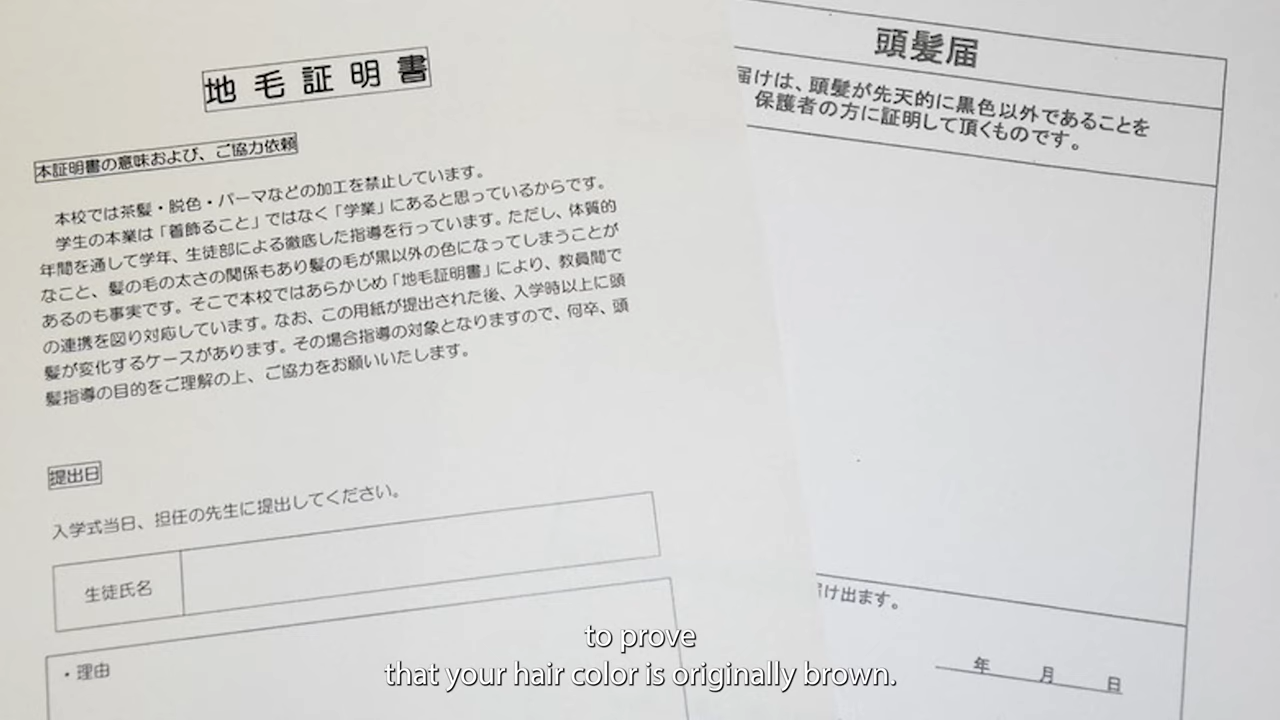 地毛証明書
本証明書の意味および、ご協力依頼
本校では茶髪・脱色・パーマなどの加工を禁止しています。
学生の本業は「着飾ること」ではなく「学業」にあると思っているからです。
年間を通して学年、生徒部による徹底した指導を行っています。ただし、体質的
なこと、髪の毛の太さの関係もあり髪の毛が黒以外の色になってしまうことが
あるのも事実です。そこで本校ではあらかじめ「地毛証明書」により、教員間で
の連携を図り対応しています。なお、この用紙が提出された後、入学時以上に頭
髪が変化するケースがあります。その場合指導の対象となりますので、何卒、頭
髪指導の目的をご理解の上、ご協力をお願いいたします。
提出日
入学式当日、担任の先生に提出してください。
生徒氏名
・理由
頭髪届
届けは、頭髪が先天的に黒色以外であることを
保護者の方に証明して頂くものです。
け出ます。
年 月 日
to prove
that your hair color is originally brown.